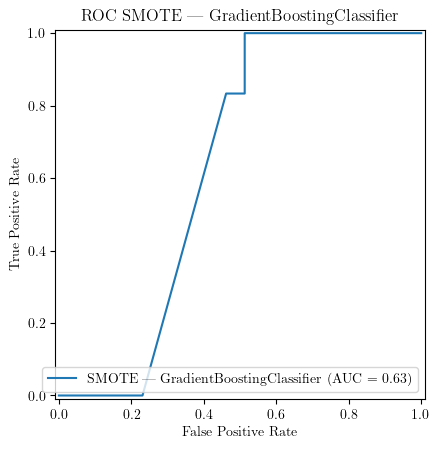 ROC SMOTE — GradientBoostingClassifier
1.0
0.8
0.6
0.4
0.2
0.0
True Positive Rate
SMOTE — GradientBoostingClassifier (AUC = 0.63)
0.0 0.2 0.4 0.6 0.8 1.0
False Positive Rate